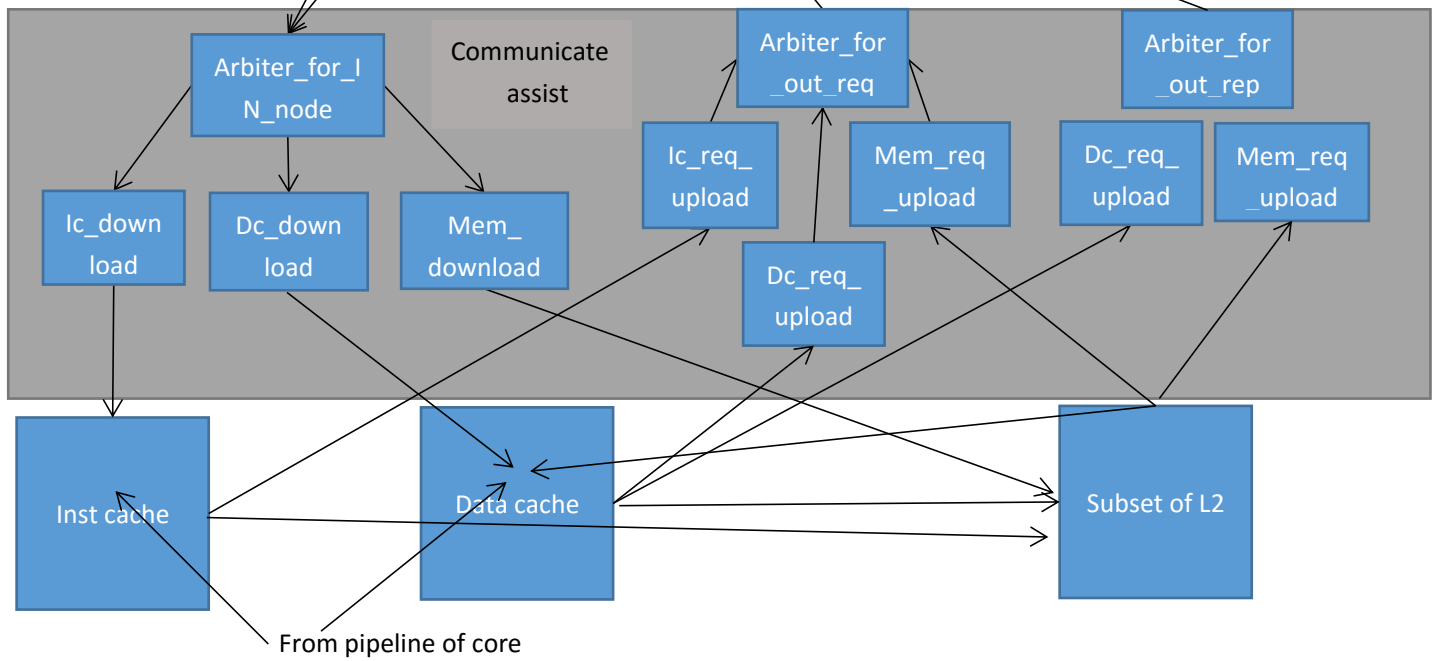 Arbiter_for_I
N_node
Communicate
assist
Arbiter_for
_out_req
Arbiter_for
_out_rep
Ic_req_
upload
Mem_req
_upload
Dc_req_
upload
Mem_req
_upload
Ic_down
load
Dc_down
load
Mem_
download
Dc_req_
upload
Inst cache
Data cache
Subset of L2
From pipeline of core